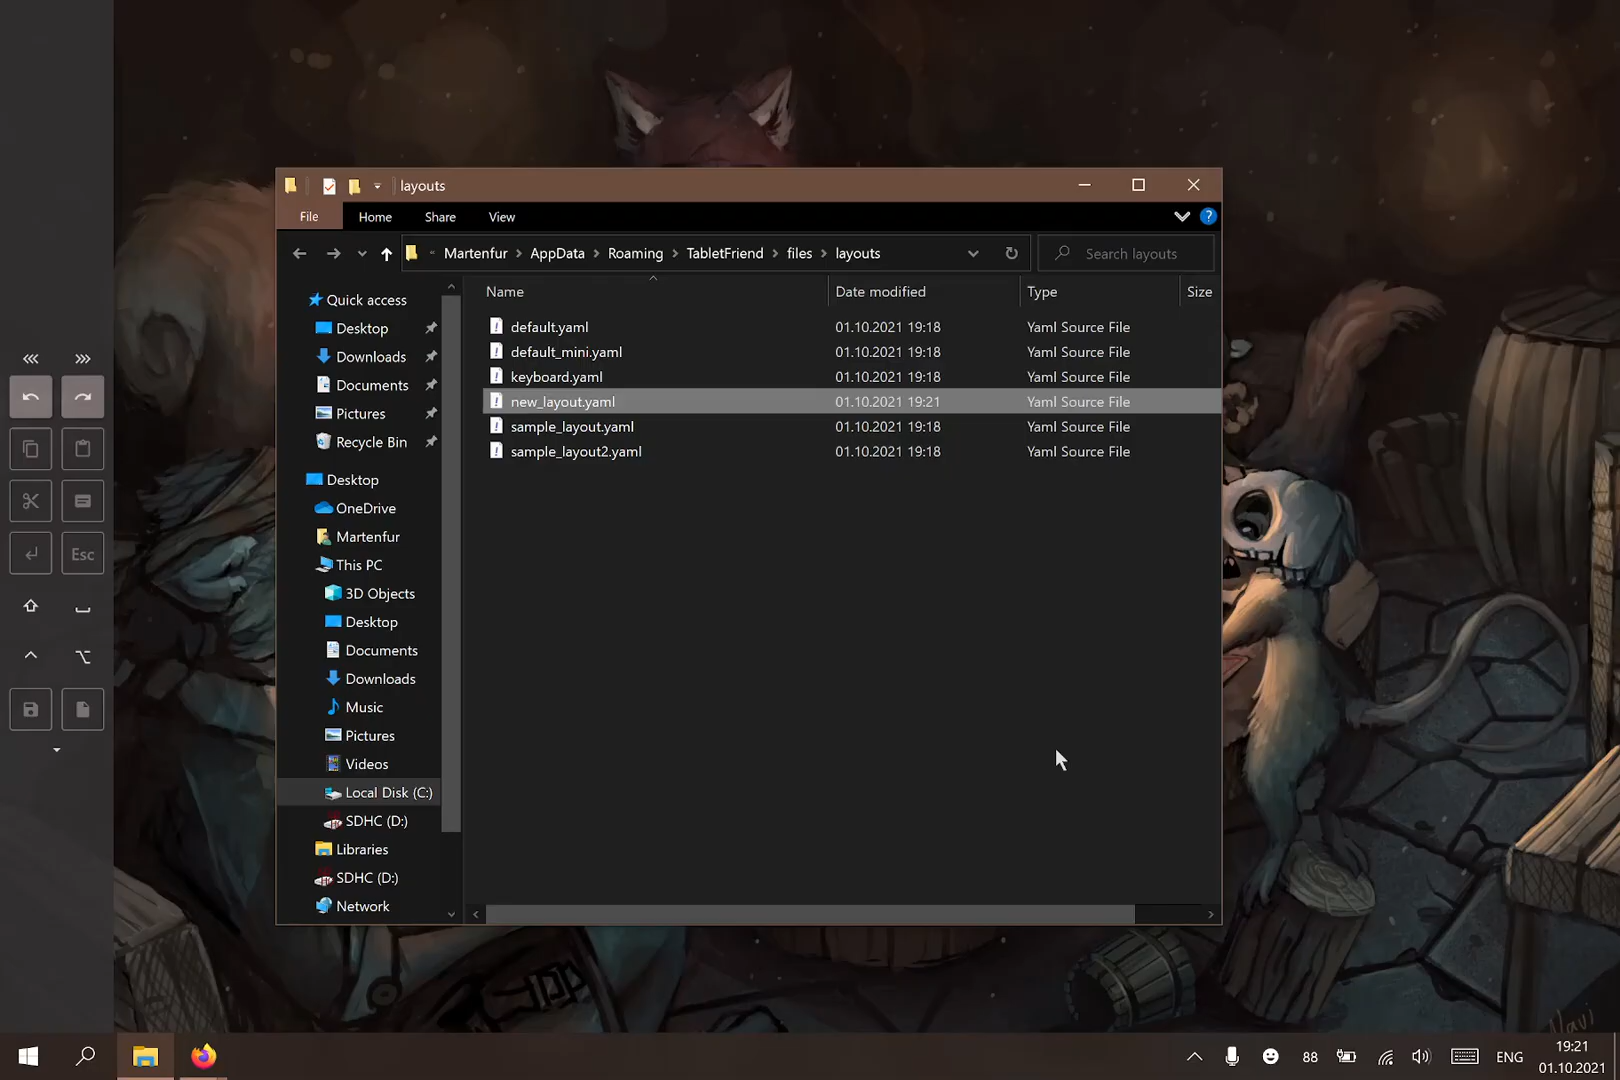 layouts
File Home Share View
« Martenfur > AppData > Roaming > TabletFriend > files > layouts
Search layouts
Name Date modified Type Size
default.yaml 01.10.2021 19:18 Yaml Source File
default_mini.yaml 01.10.2021 19:18 Yaml Source File
keyboard.yaml 01.10.2021 19:18 Yaml Source File
new_layout.yaml 01.10.2021 19:21 Yaml Source File
sample_layout.yaml 01.10.2021 19:18 Yaml Source File
sample_layout2.yaml 01.10.2021 19:18 Yaml Source File
Quick access
Desktop
Downloads
Documents
Pictures
Recycle Bin
Desktop
OneDrive
Martenfur
This PC
3D Objects
Desktop
Documents
Downloads
Music
Pictures
Videos
Local Disk (C:)
SDHC (D:)
Libraries
SDHC (D:)
Network
Esc
88
ENG
19:21
01.10.2021